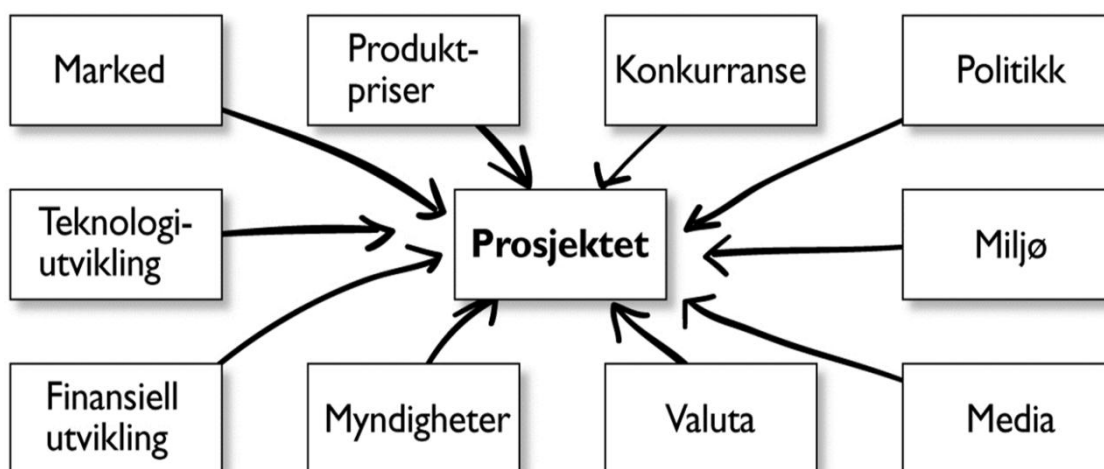 Marked
Produkt-
priser
Konkurranse
Politikk
Teknologi-
utvikling
Prosjektet
Miljø
Finansiell
utvikling
Myndigheter
Valuta
Media